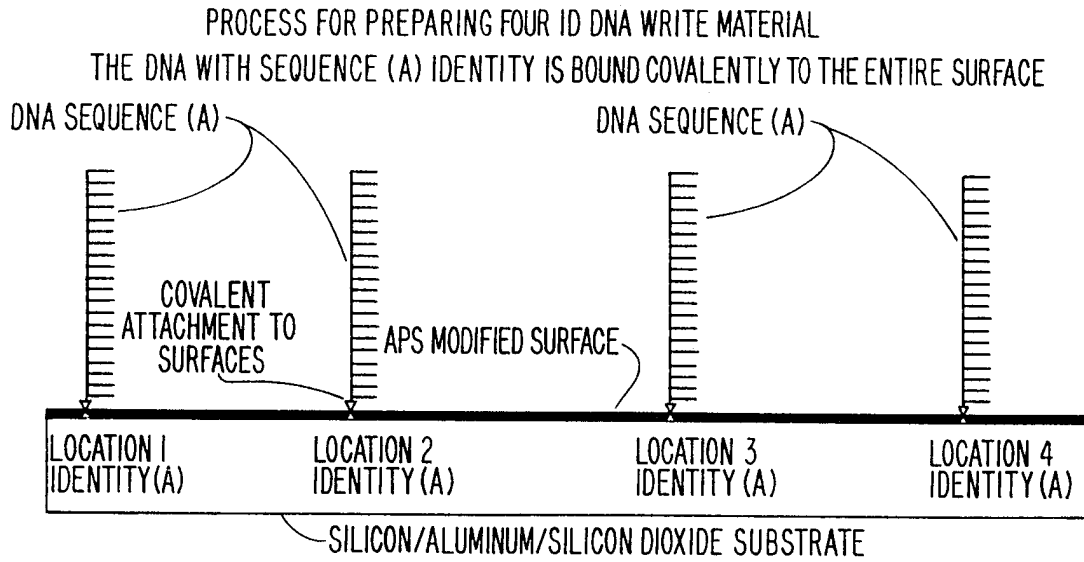 PROCESS FOR PREPARING FOUR ID DNA WRITE MATERIAL
THE DNA WITH SEQUENCE (A) IDENTITY IS BOUND COVALENTLY TO THE ENTIRE SURFACE
DNA SEQUENCE (A)
DNA SEQUENCE (A)
COVALENT
ATTACHMENT TO
SURFACES
APS MODIFIED SURFACE
LOCATION 1
IDENTITY (A)
LOCATION 2
IDENTITY (A)
LOCATION 3
IDENTITY (A)
LOCATION 4
IDENTITY (A)
SILICON/ALUMINUM/SILICON DIOXIDE SUBSTRATE